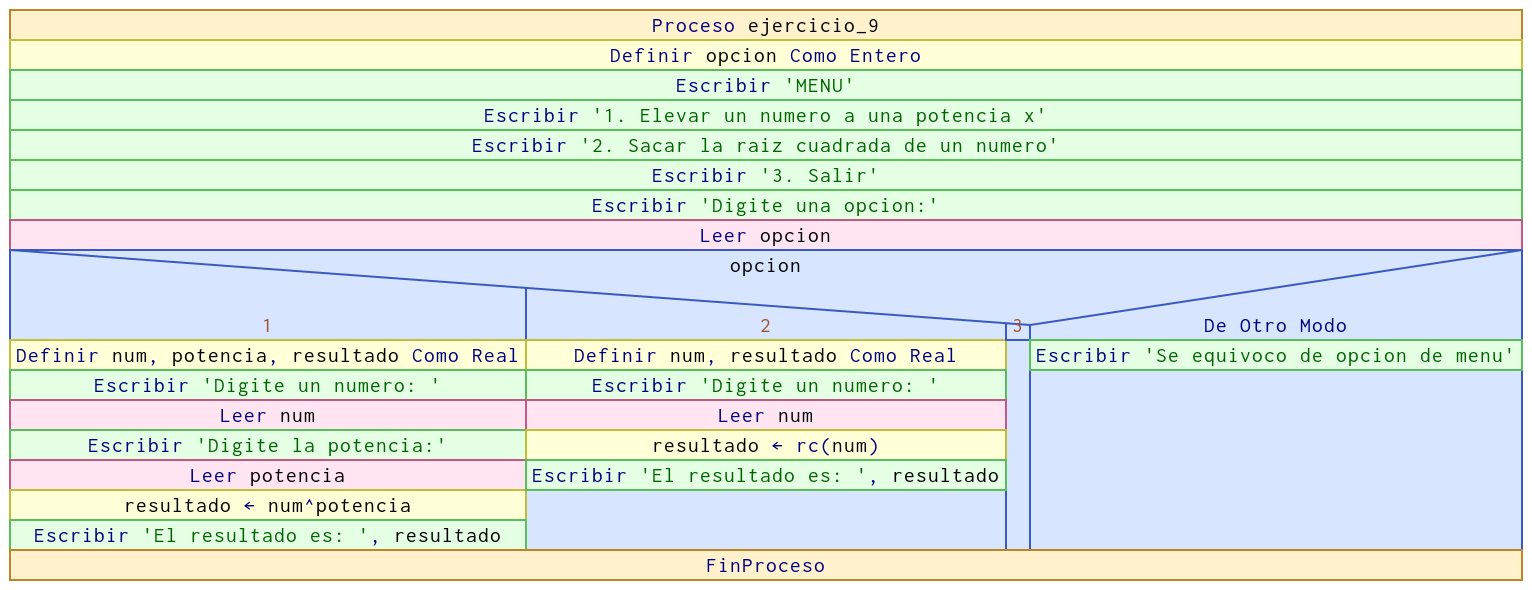 Proceso ejercicio_9
Definir opcion Como Entero
Escribir 'MENU'
Escribir '1. Elevar un numero a una potencia x'
Escribir '2. Sacar la raiz cuadrada de un numero'
Escribir '3. Salir'
Escribir 'Digite una opcion:'
Leer opcion
opcion
1
Definir num, potencia, resultado Como Real
Escribir 'Digite un numero: '
Leer num
Escribir 'Digite la potencia:'
Leer potencia
resultado ← num^potencia
Escribir 'El resultado es: ', resultado
2
Definir num, resultado Como Real
Escribir 'Digite un numero: '
Leer num
resultado ← rc(num)
Escribir 'El resultado es: ', resultado
3
De Otro Modo
Escribir 'Se equivoco de opcion de menu'
FinProceso